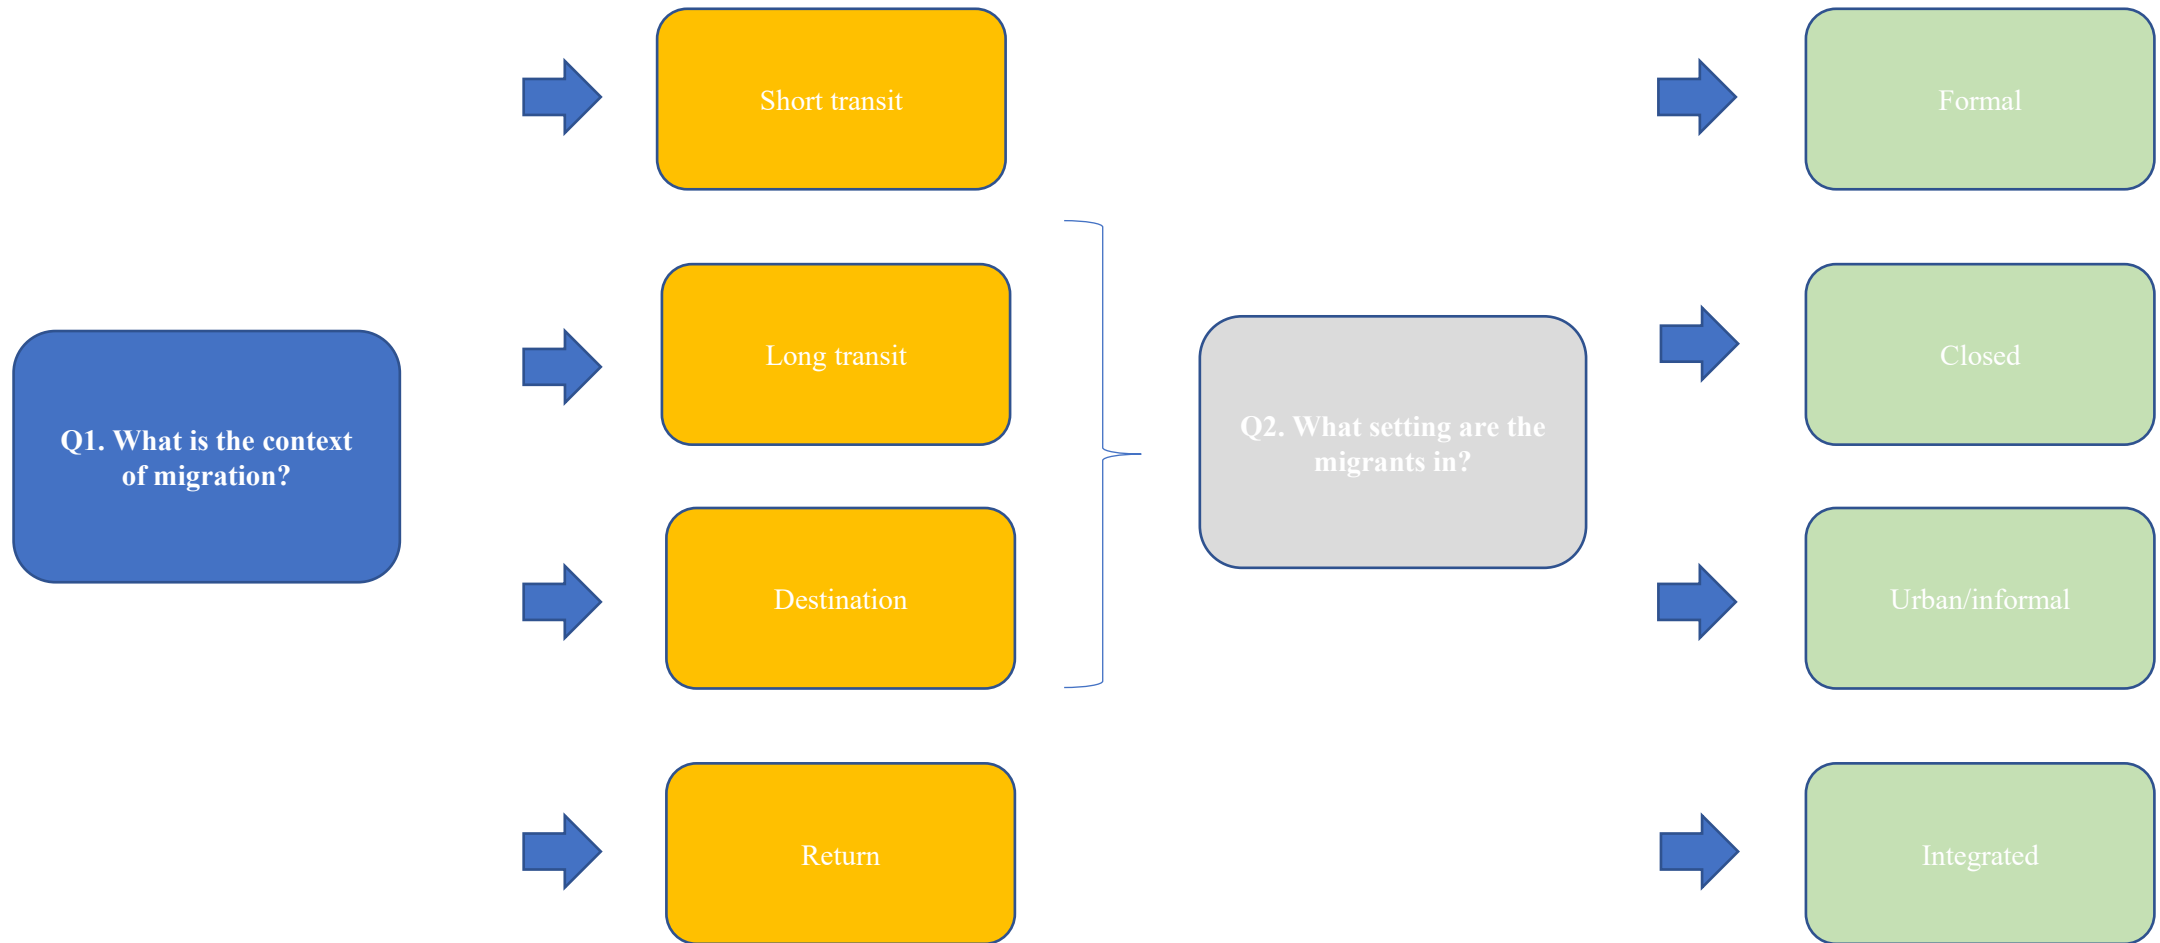 Q1. What is the context
of migration?
Short transit
Long transit
Destination
Return
Q2. What setting are the
migrants in?
Formal
Closed
Urban/informal
Integrated